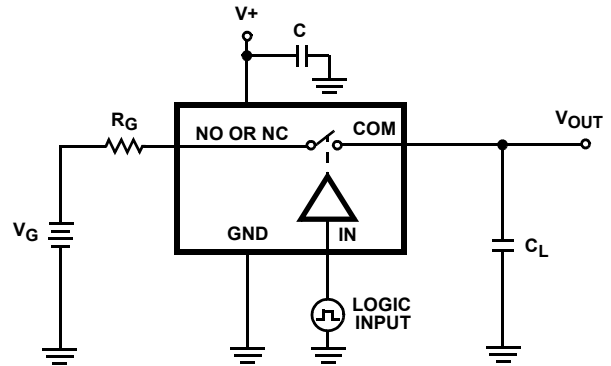 V+
C
RG
NO OR NC
COM
VOUT
VG
GND
IN
CL
LOGIC
INPUT